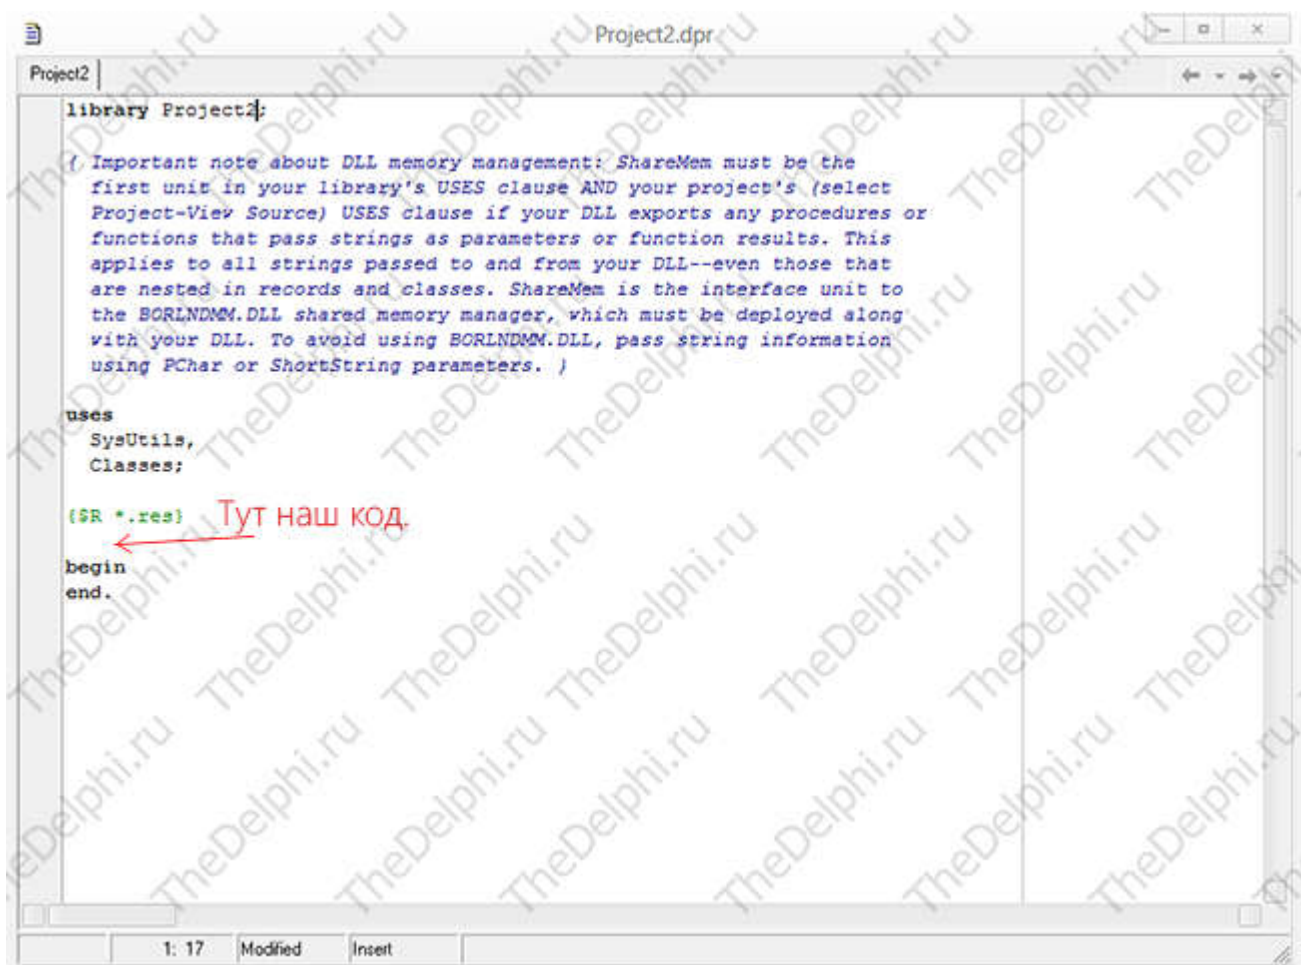 Project2.dpr
Project2
library Project2;
{ Important note about DLL memory management: ShareMem must be the
first unit in your library's USES clause AND your project's (select
Project-View Source) USES clause if your DLL exports any procedures or
functions that pass strings as parameters or function results. This
applies to all strings passed to and from your DLL--even those that
are nested in records and classes. ShareMem is the interface unit to
the BORLNDMM.DLL shared memory manager, which must be deployed along
with your DLL. To avoid using BORLNDMM.DLL, pass string information
using PChar or ShortString parameters. }
uses
SysUtils,
Classes;
{$R *.res} Тут наш код.
begin
end.
1: 17 Modified Insert
TheDelphi.ru